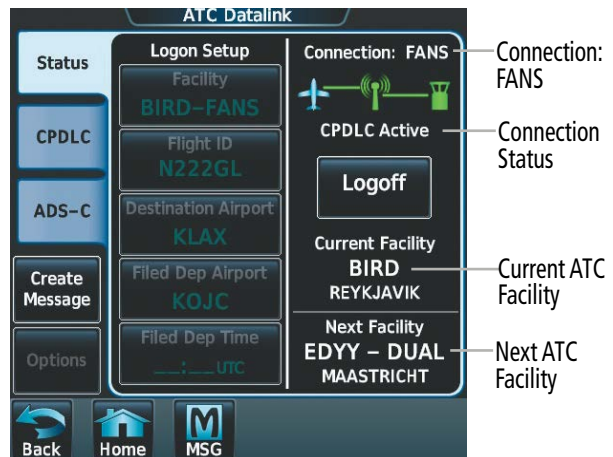 ATC Datalink
Status
CPDLC
ADS-C
Create
Message
Options
Logon Setup
Facility
BIRD-FANS
Flight ID
N222GL
Destination Airport
KLAX
Filed Dep Airport
KOJC
Filed Dep Time
__:__UTC
Connection: FANS
CPDLC Active
Logoff
Current Facility
BIRD
REYKJAVIK
Next Facility
EDYY - DUAL
MAASTRICHT
Back
Home
MSG
Connection:
FANS
Connection
Status
Current ATC
Facility
Next ATC
Facility